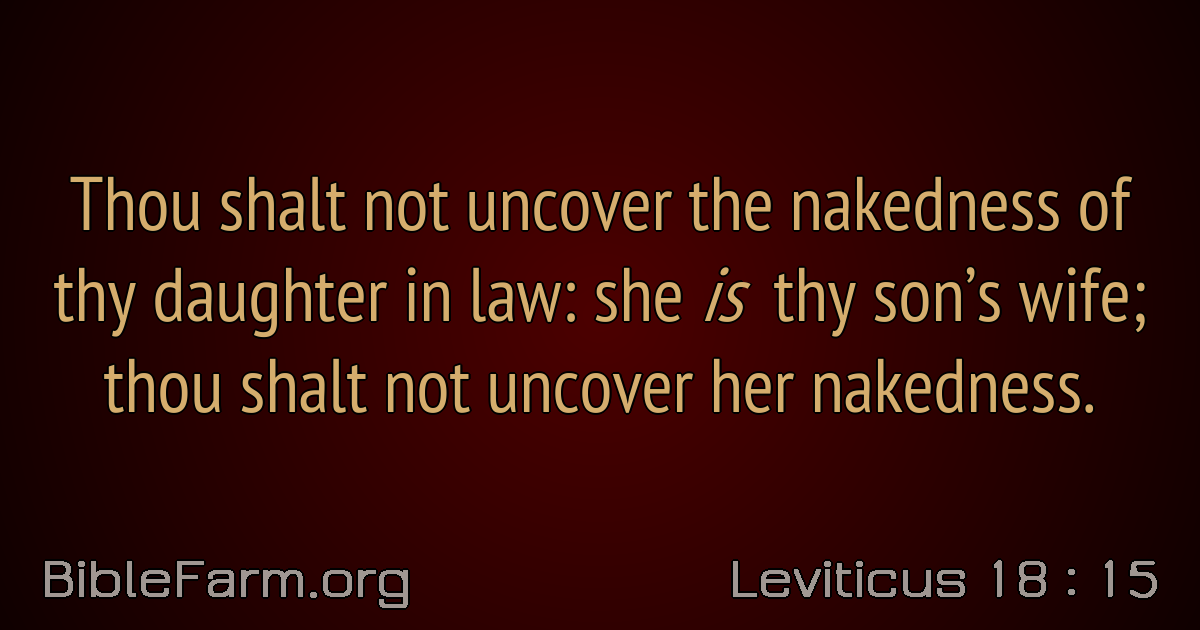 Thou shalt not uncover the nakedness of
thy daughter in law: she is thy son’s wife;
thou shalt not uncover her nakedness.
BibleFarm.org
Leviticus 18 : 15